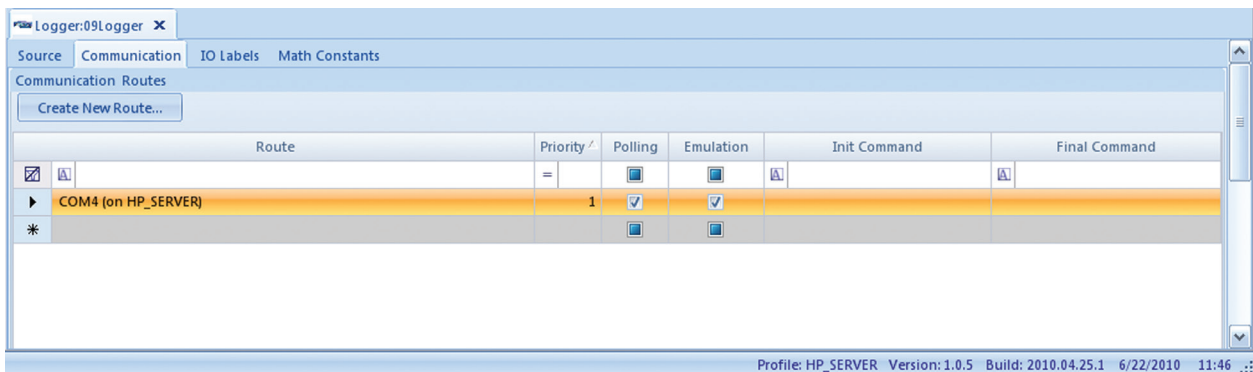 Logger:09Logger X
Source Communication IO Labels Math Constants
Communication Routes
Create New Route...
Route Priority Polling Emulation Init Command Final Command
A = A A
COM4 (on HP_SERVER) 1
Profile: HP_SERVER Version: 1.0.5 Build: 2010.04.25.1 6/22/2010 11:46